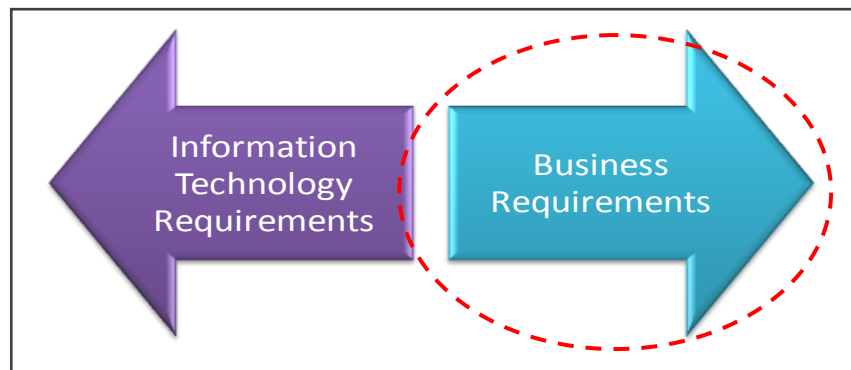 Information
Technology
Requirements
Business
Requirements